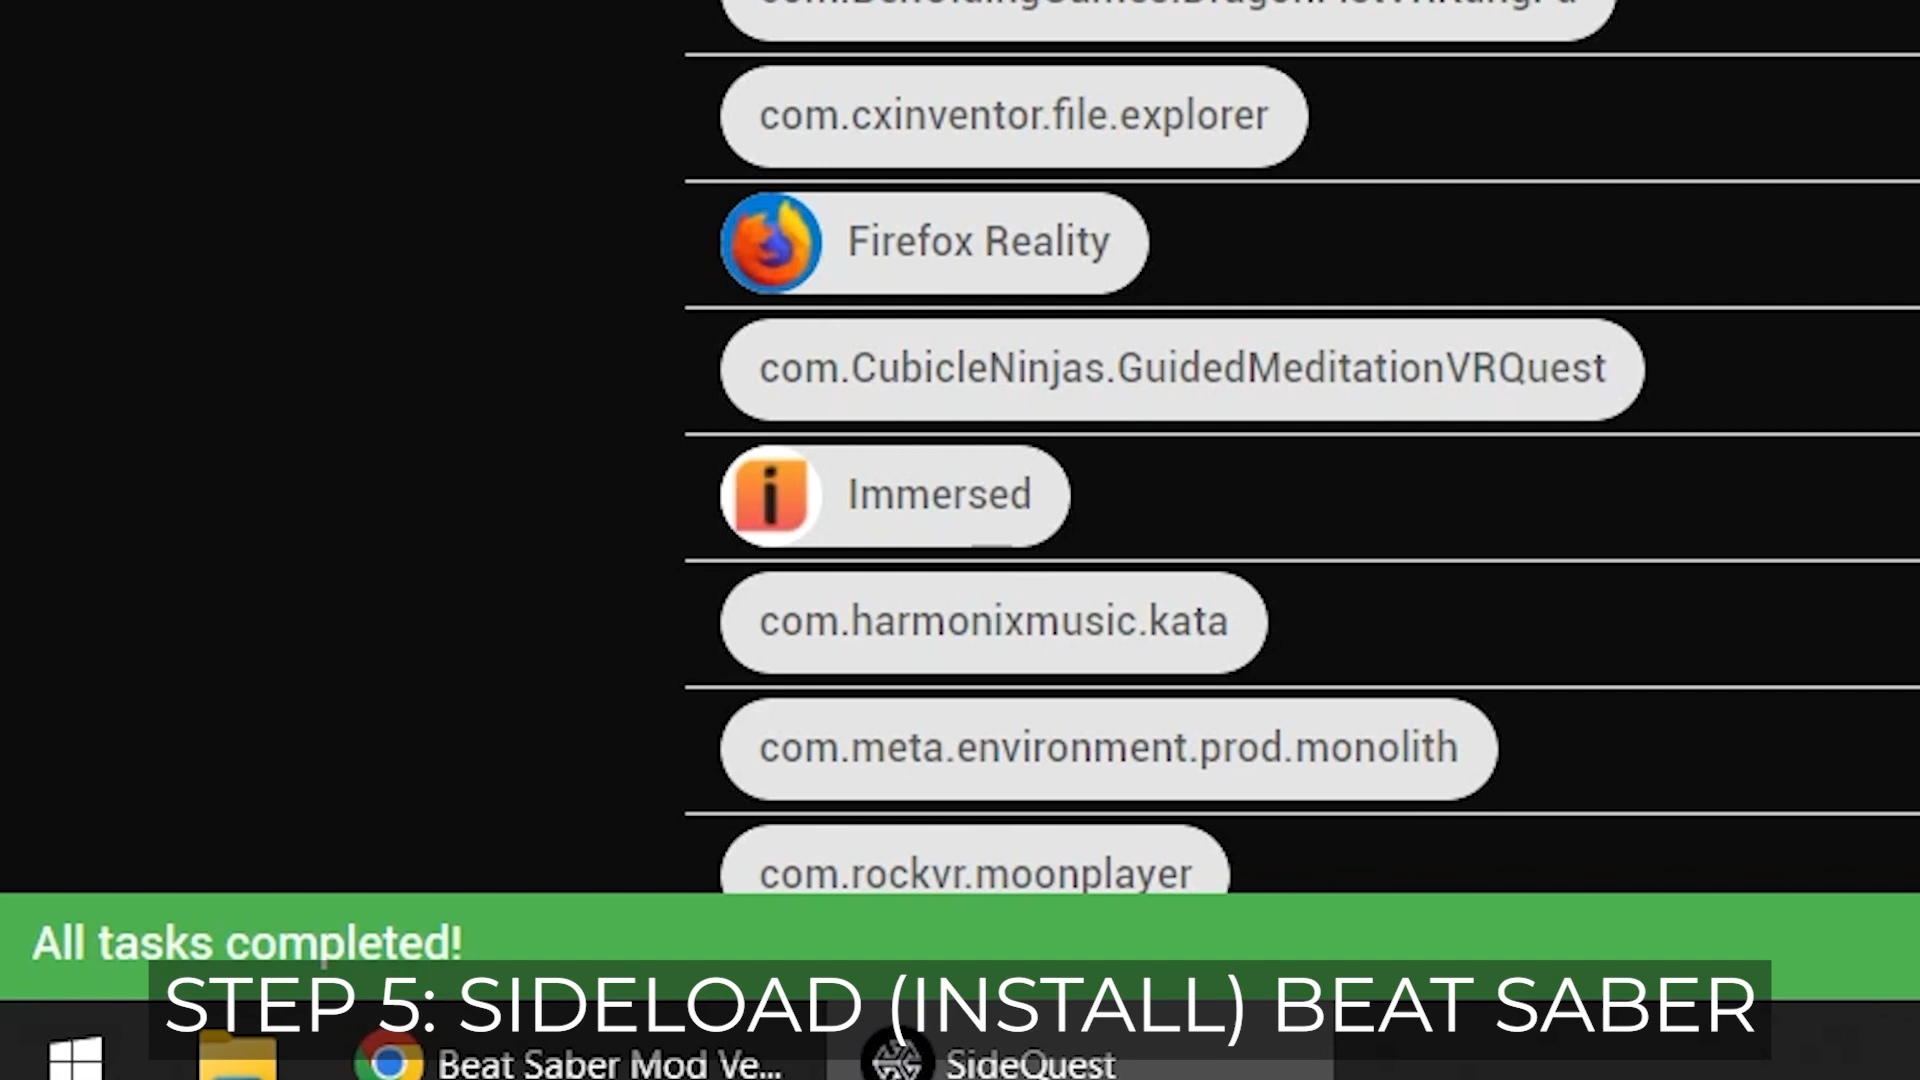 com.cxinventor.file.explorer
Firefox Reality
com.CubicleNinjas.GuidedMeditationVRQuest
i
Immersed
com.harmonixmusic.kata
com.meta.environment.prod.monolith
com.rockvr.moonplayer
All tasks completed!
STEP 5: SIDELOAD (INSTALL) BEAT SABER
Beat Saber Mod Ve...
SideQuest